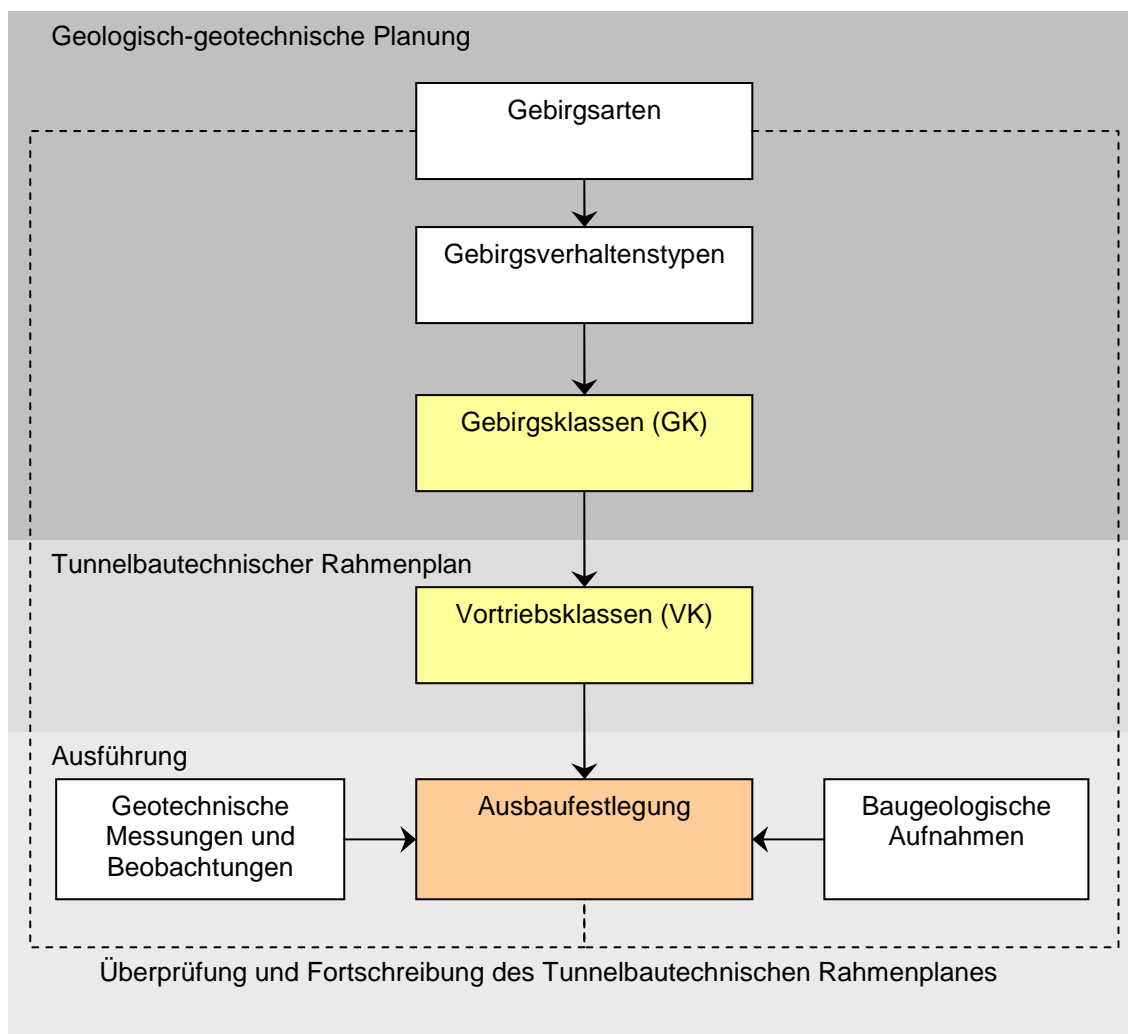 Geologisch-geotechnische Planung
Gebirgsarten
Gebirgsverhaltenstypen
Gebirgsklassen (GK)
Tunnelbautechnischer Rahmenplan
Vortriebsklassen (VK)
Ausführung
Geotechnische
Messungen und
Beobachtungen
Ausbaufestlegung
Baugeologische
Aufnahmen
Überprüfung und Fortschreibung des Tunnelbautechnischen Rahmenplanes